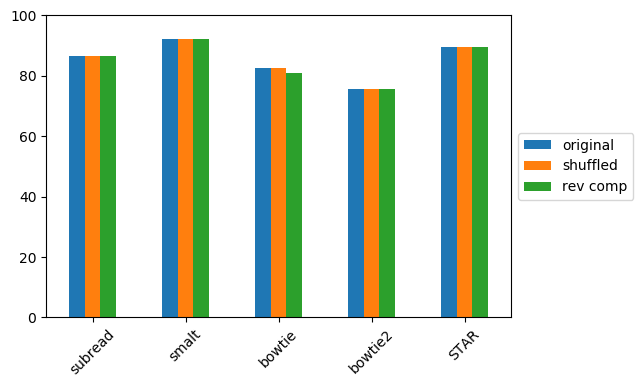 100
80
60
40
20
0
subread
smalt
bowtie
bowtie2
STAR
original
shuffled
rev comp